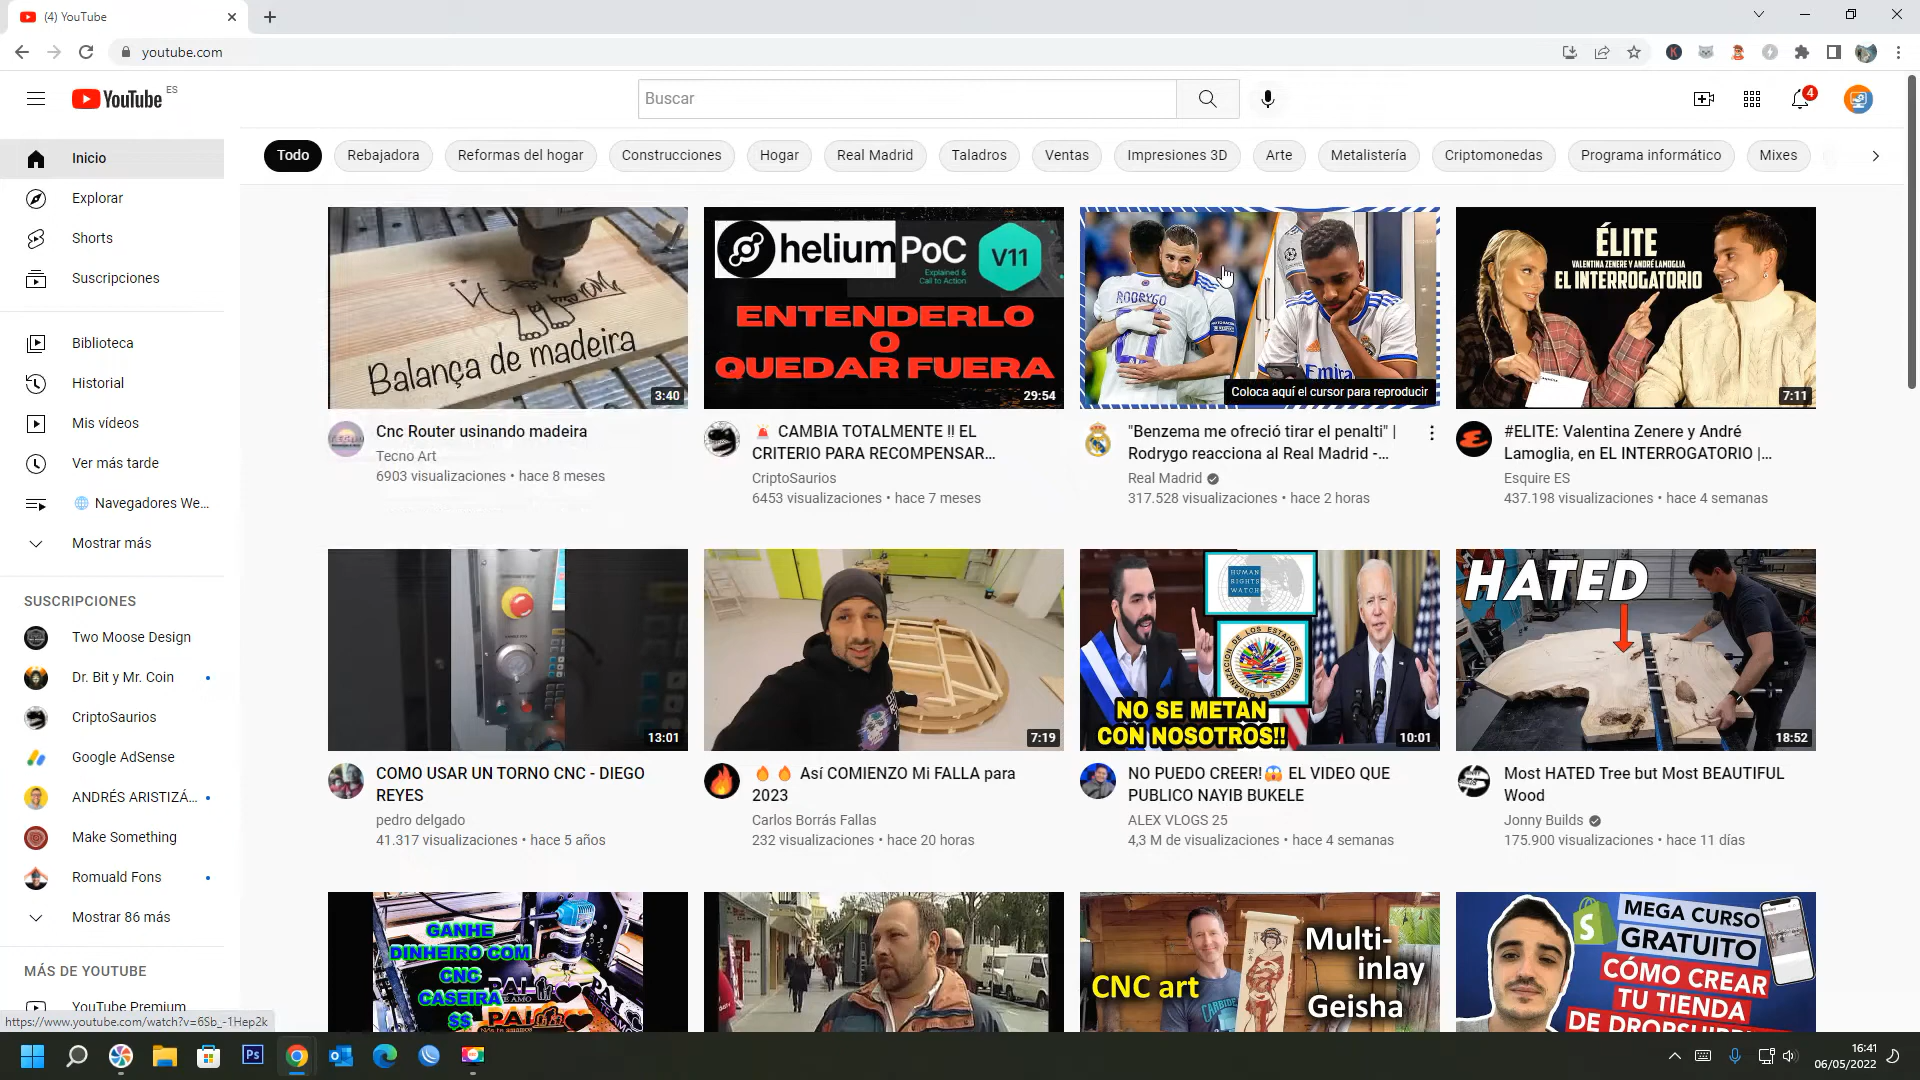 (4) YouTube
youtube.com
YouTube ES
Buscar
4
Inicio
Explorar
Shorts
Suscripciones
Biblioteca
Historial
Mis vídeos
Ver más tarde
Navegadores We...
Mostrar más
SUSCRIPCIONES
Two Moose Design
Dr. Bit y Mr. Coin
CriptoSaurios
Google AdSense
ANDRÉS ARISTIZÁ...
Make Something
Romuald Fons
Mostrar 86 más
MÁS DE YOUTUBE
YouTube Premium
https://www.youtube.com/watch?v=6Sb_-1Hep2k
Todo
Rebajadora
Reformas del hogar
Construcciones
Hogar
Real Madrid
Taladros
Ventas
Impresiones 3D
Arte
Metalistería
Criptomonedas
Programa informático
Mixes
Balança de madeira
3:40
Cnc Router usinando madeira
Tecno Art
6903 visualizaciones • hace 8 meses
helium PoC V11
Explained &
Call to Action
ENTENDERLO
O
QUEDAR FUERA
29:54
🚨 CAMBIA TOTALMENTE !! EL
CRITERIO PARA RECOMPENSAR...
CriptoSaurios
6453 visualizaciones • hace 7 meses
RODRYGO
Emirates
Coloca aquí el cursor para reproducir
"Benzema me ofreció tirar el penalti" |
Rodrygo reacciona al Real Madrid -...
Real Madrid
317.528 visualizaciones • hace 2 horas
ÉLITE
VALENTINA ZENERE Y ANDRÉ LAMOGLIA
EL INTERROGATORIO
7:11
#ELITE: Valentina Zenere y André
Lamoglia, en EL INTERROGATORIO |...
Esquire ES
437.198 visualizaciones • hace 4 semanas
13:01
COMO USAR UN TORNO CNC - DIEGO
REYES
pedro delgado
41.317 visualizaciones • hace 5 años
7:19
🔥 🔥 Así COMIENZO Mi FALLA para
2023
Carlos Borrás Fallas
232 visualizaciones • hace 20 horas
HUMAN
RIGHTS
WATCH
NO SE METAN
CON NOSOTROS!!
10:01
NO PUEDO CREER!😱 EL VIDEO QUE
PUBLICO NAYIB BUKELE
ALEX VLOGS 25
4,3 M de visualizaciones • hace 4 semanas
HATED
18:52
Most HATED Tree but Most BEAUTIFUL
Wood
Jonny Builds
175.900 visualizaciones • hace 11 días
GANHE
DINHEIRO COM
CNC
CASEIRA
$$
PAI
CNC art
Multi-
inlay
Geisha
MEGA CURSO
GRATUITO
CÓMO CREAR
TU TIENDA
Ps
16:41
06/05/2022